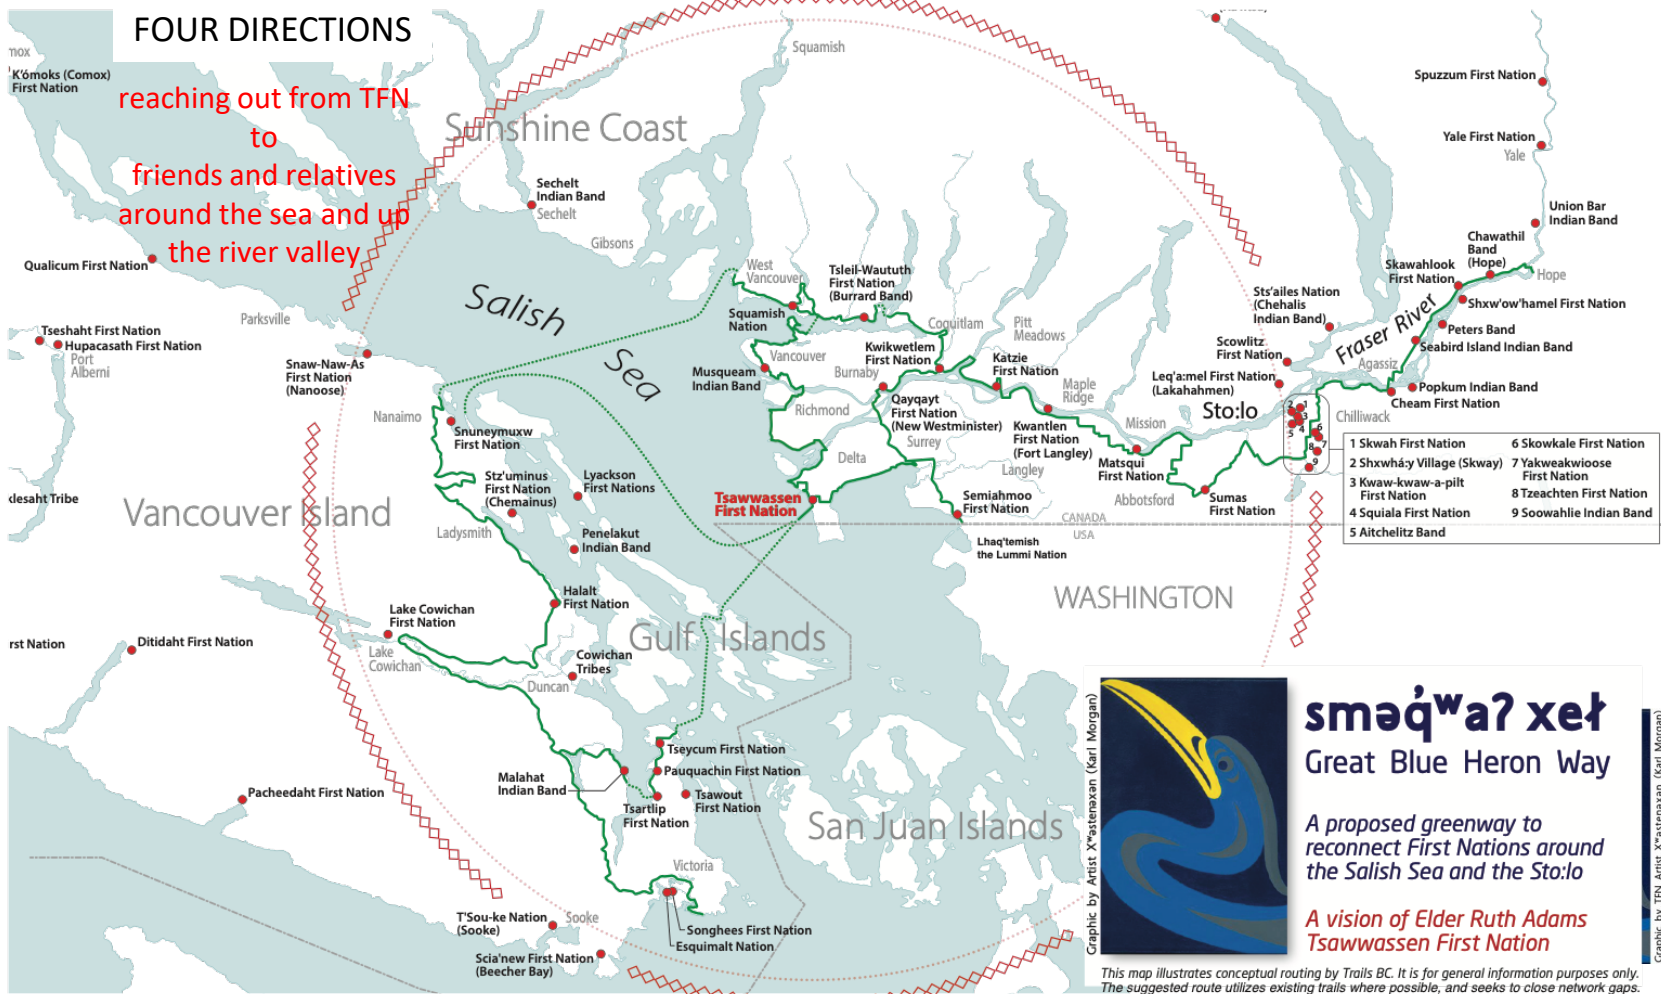 FOUR DIRECTIONS
reaching out from TFN
to
friends and relatives
around the sea and up
the river valley
K'ómoks (Comox)
First Nation
Qualicum First Nation
Tseshaht First Nation
Hupacasath First Nation
Port
Alberni
Parksville
Snaw-Naw-As
First Nation
(Nanoose)
Nanaimo
Snuneymuxw
First Nation
Squamish
Sunshine Coast
Sechelt
Indian Band
Sechelt
Gibsons
Salish
Sea
West
Vancouver
Squamish
Nation
Tsleil-Waututh
First Nation
(Burrard Band)
Musqueam
Indian Band
Vancouver
Burnaby
Kwikwetlem
First Nation
Coquitlam
Pitt
Meadows
Katzie
First Nation
Maple
Ridge
Richmond
Qayqayt
First Nation
(New Westminster)
Surrey
Kwantlen
First Nation
(Fort Langley)
Langley
Delta
Mission
Matsqui
First Nation
Abbotsford
Sumas
First Nation
Tsawwassen
First Nation
Semiahmoo
First Nation
Lhaq'temish
the Lummi Nation
CANADA
USA
WASHINGTON
Spuzzum First Nation
Yale First Nation
Yale
Union Bar
Indian Band
Chawathil
Band
(Hope)
Hope
Skawahlook
First Nation
Shxw'ow'hamel First Nation
Peters Band
Seabird Island Indian Band
Fraser River
Sts'ailes Nation
(Chehalis
Indian Band)
Scowlitz
First Nation
Leq'a:mel First Nation
(Lakahahmen)
Agassiz
Popkum Indian Band
Cheam First Nation
Sto:lo
Chilliwack
2
1
3
4
5
6
7
8
9
1 Skwah First Nation
2 Shxwhá:y Village (Skway)
3 Kwaw-kwaw-a-pilt
First Nation
4 Squiala First Nation
5 Aitchelitz Band
6 Skowkale First Nation
7 Yakweakwioose
First Nation
8 Tzeachten First Nation
9 Soowahlie Indian Band
Vancouver Island
Stz'uminus
First Nation
(Chemainus)
Lyackson
First Nations
Ladysmith
Penelakut
Indian Band
Halalt
First Nation
Lake Cowichan
First Nation
Lake
Cowichan
Cowichan
Tribes
Duncan
Gulf Islands
rst Nation
Ditidaht First Nation
Pacheedaht First Nation
Malahat
Indian Band
Tseycum First Nation
Pauquachin First Nation
Tsawout
First Nation
Tsartlip
First Nation
San Juan Islands
Victoria
Songhees First Nation
Esquimalt Nation
T'Sou-ke Nation
(Sooke)
Sooke
Scia'new First Nation
(Beecher Bay)
Graphic by Artist Xʷəstenəxən (Karl Morgan)
sməq̓ʷaʔ xeɫ
Great Blue Heron Way
A proposed greenway to
reconnect First Nations around
the Salish Sea and the Sto:lo
A vision of Elder Ruth Adams
Tsawwassen First Nation
This map illustrates conceptual routing by Trails BC. It is for general information purposes only.
The suggested route utilizes existing trails where possible, and seeks to close network gaps.